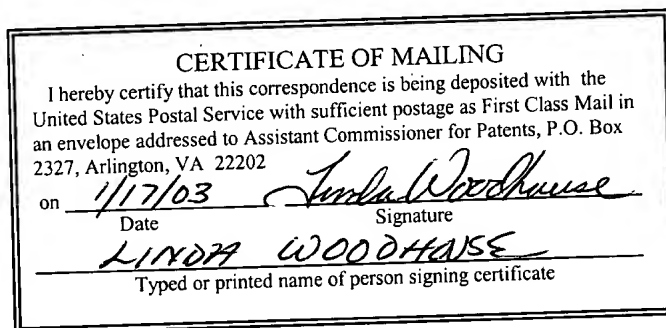 CERTIFICATE OF MAILING
I hereby certify that this correspondence is being deposited with the
United States Postal Service with sufficient postage as First Class Mail in
an envelope addressed to Assistant Commissioner for Patents, P.O. Box
2327, Arlington, VA 22202
on 1/17/03 Linda Woodhouse
Date Signature
LINDA WOODHOUSE
Typed or printed name of person signing certificate